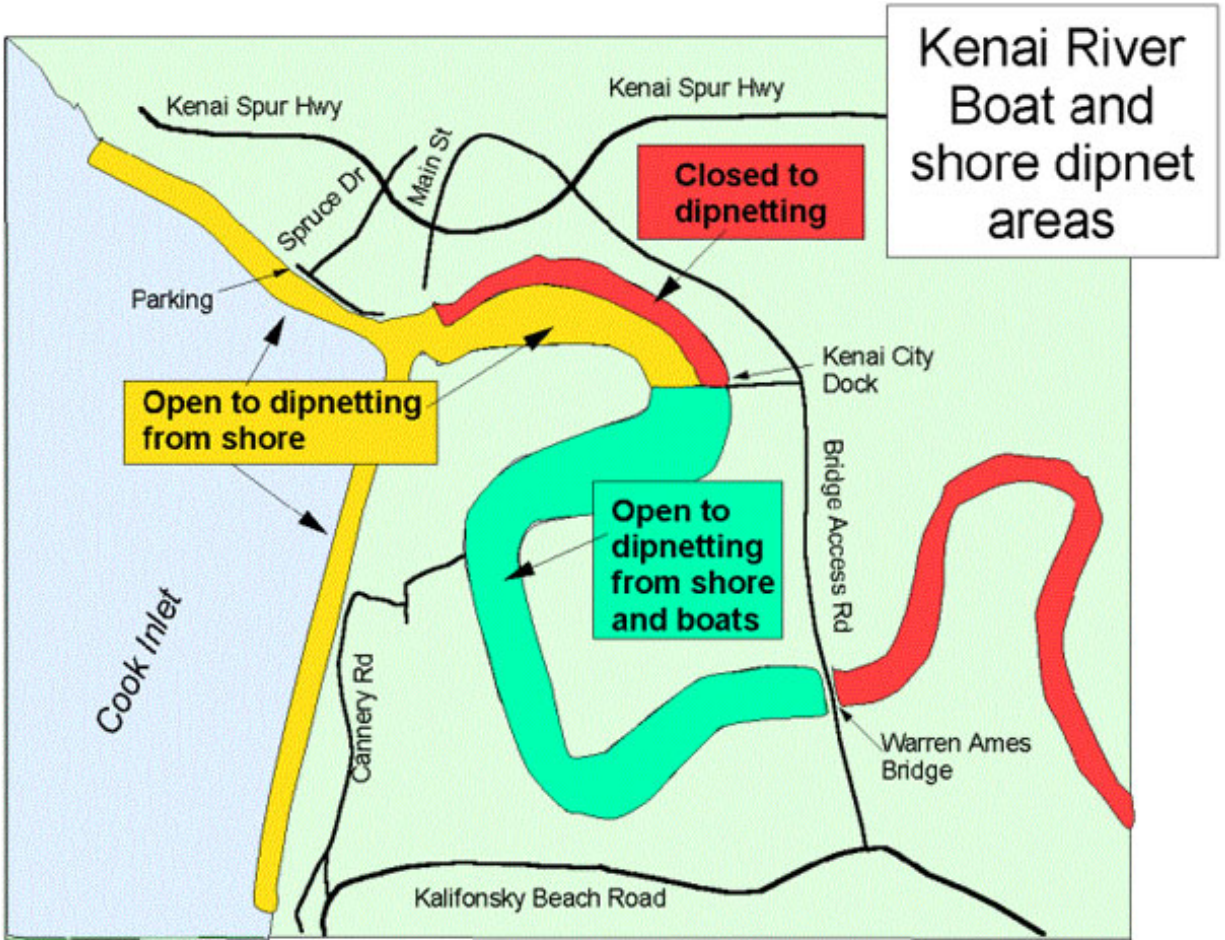 Kenai River
Boat and
shore dipnet
areas
Kenai Spur Hwy
Kenai Spur Hwy
Main St
Spruce Dr
Closed to
dipnetting
Parking
Kenai City
Dock
Open to dipnetting
from shore
Bridge Access Rd
Open to
dipnetting
from shore
and boats
Cook Inlet
Cannery Rd
Warren Ames
Bridge
Kalifonsky Beach Road